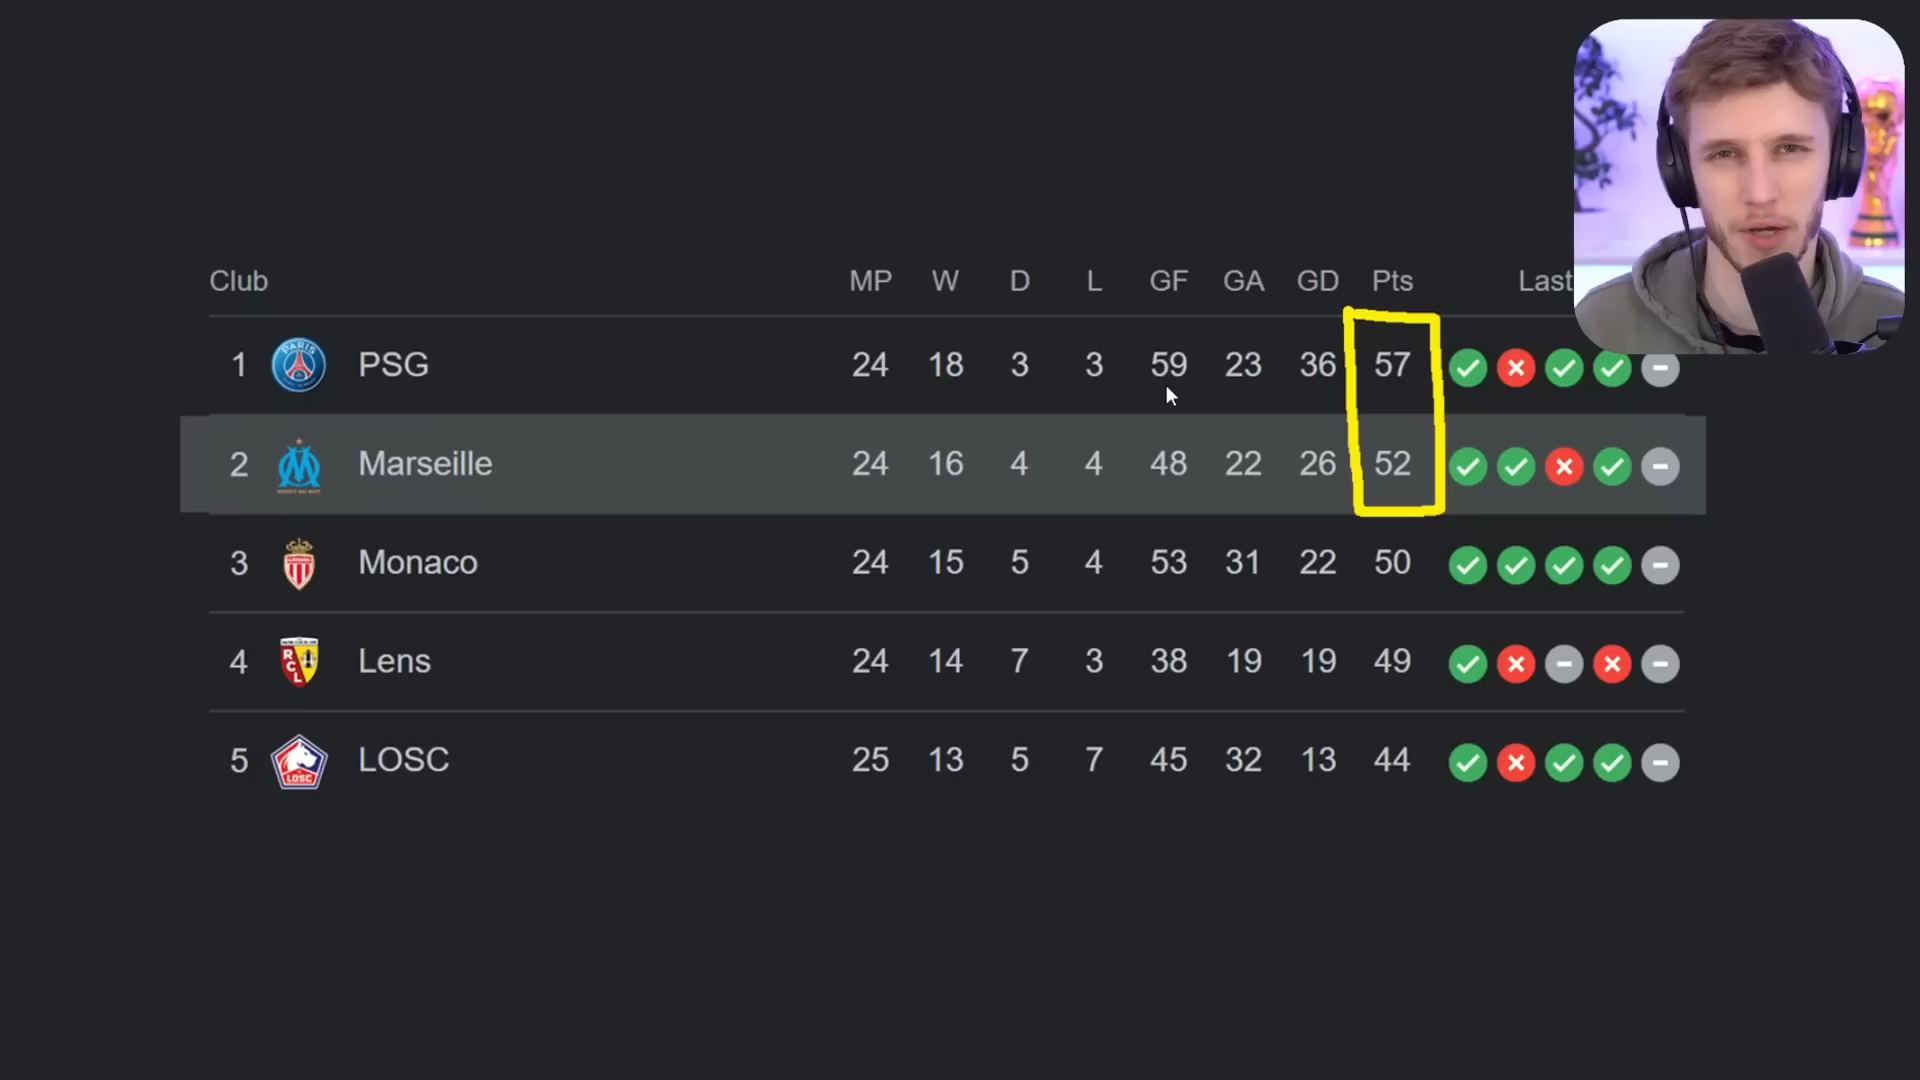 Club MP W D L GF GA GD Pts Last
1 PARIS PSG 24 18 3 3 59 23 36 57
2 Marseille 24 16 4 4 48 22 26 52
3 Monaco 24 15 5 4 53 31 22 50
4 RCL Lens 24 14 7 3 38 19 19 49
5 LOSC LOSC 25 13 5 7 45 32 13 44